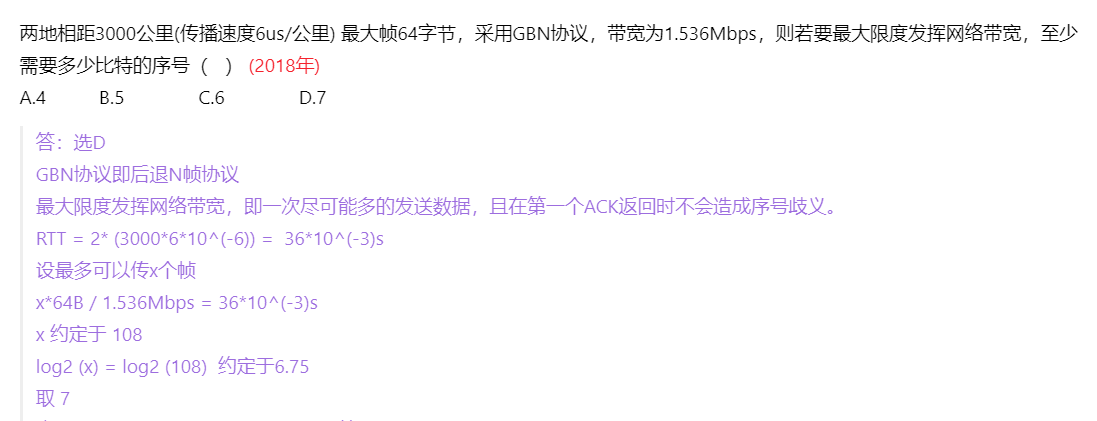 两地相距3000公里(传播速度6us/公里) 最大帧64字节，采用GBN协议，带宽为1.536Mbps，则若要最大限度发挥网络带宽，至少
需要多少比特的序号（  ）(2018年)
A.4 B.5 C.6 D.7
答：选D
GBN协议即后退N帧协议
最大限度发挥网络带宽，即一次尽可能多的发送数据，且在第一个ACK返回时不会造成序号歧义。
RTT = 2* (3000*6*10^(-6)) = 36*10^(-3)s
设最多可以传x个帧
x*64B / 1.536Mbps = 36*10^(-3)s
x 约定于 108
log2 (x) = log2 (108) 约定于6.75
取 7